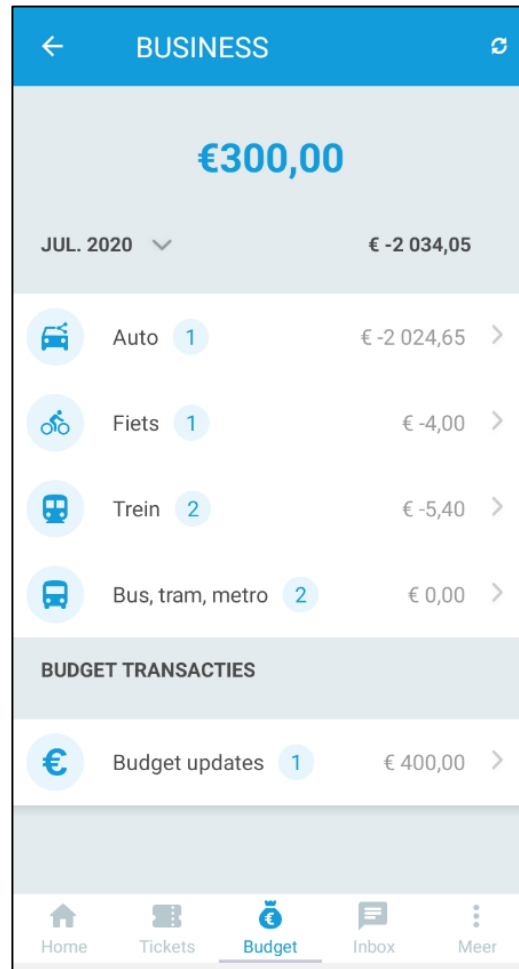 BUSINESS
€300,00
JUL. 2020 € -2 034,05
Auto 1 € -2 024,65
Fiets 1 € -4,00
Trein 2 € -5,40
Bus, tram, metro 2 € 0,00
BUDGET TRANSACTIES
€ Budget updates 1 € 400,00
Home Tickets Budget Inbox Meer